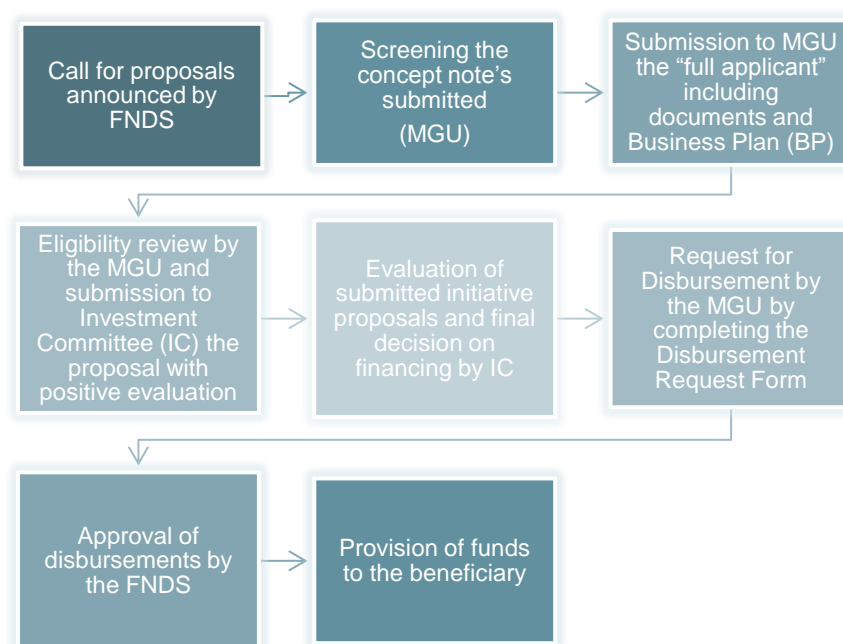 Call for proposals
announced by
FNDS
Screening the
concept note's
submitted
(MGU)
Submission to MGU
the “full applicant”
including
documents and
Business Plan (BP)
Eligibility review by
the MGU and
submission to
Investment
Committee (IC) the
proposal with
positive evaluation
Evaluation of
submitted initiative
proposals and final
decision on
financing by IC
Request for
Disbursement by
the MGU by
completing the
Disbursement
Request Form
Approval of
disbursements by
the FNDS
Provision of funds
to the beneficiary